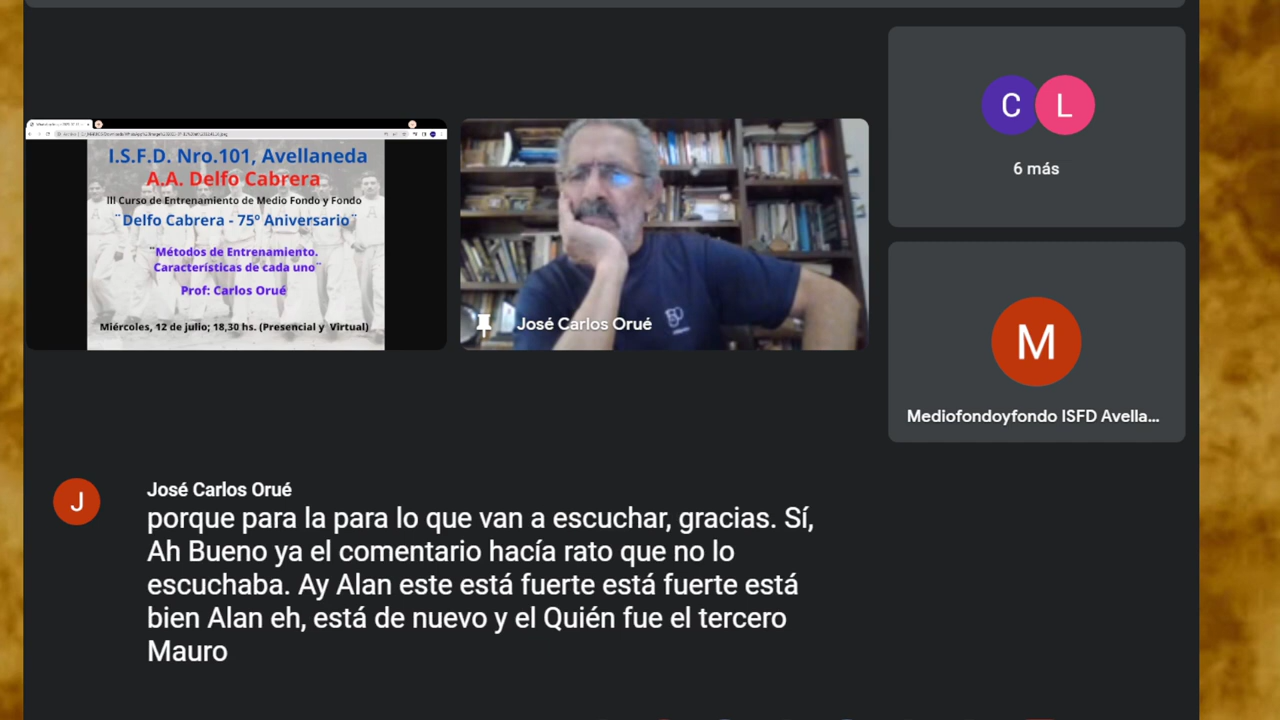 I.S.F.D. Nro.101, Avellaneda
A.A. Delfo Cabrera
III Curso de Entrenamiento de Medio Fondo y Fondo
¨Delfo Cabrera - 75º Aniversario¨
¨Métodos de Entrenamiento.
Características de cada uno¨
Prof: Carlos Orué
Miércoles, 12 de julio; 18,30 hs. (Presencial y Virtual)
José Carlos Orué
C L
6 más
M
Mediofondoyfondo ISFD Avella...
J
José Carlos Orué
porque para la para lo que van a escuchar, gracias. Sí,
Ah Bueno ya el comentario hacía rato que no lo
escuchaba. Ay Alan este está fuerte está fuerte está
bien Alan eh, está de nuevo y el Quién fue el tercero
Mauro